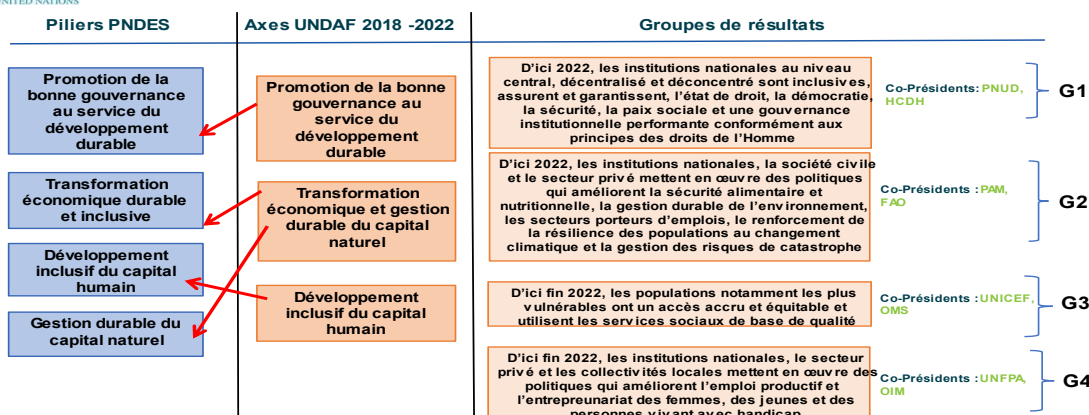 UNITED NATIONS
Piliers PNDES
Axes UNDAF 2018 -2022
Groupes de résultats
Promotion de la
bonne gouvernance
au service du
développement
durable
Transformation
économique durable
et inclusive
Développement
inclusif du capital
humain
Gestion durable du
capital naturel
Promotion de la bonne
gouvernance au
service du
développement
durable
Transformation
économique et gestion
durable du capital
naturel
Développement
inclusif du capital
humain
D'ici 2022, les institutions nationales au niveau
central, décentralisé et déconcentré sont inclusives,
assurent et garantissent, l'état de droit, la démocratie,
la sécurité, la paix sociale et une gouvernance
institutionnelle performante conformément aux
principes des droits de l'Homme
Co-Présidents: PNUD,
HCDH
G1
D'ici 2022, les institutions nationales, la société civile
et le secteur privé mettent en œuvre des politiques
qui améliorent la sécurité alimentaire et
nutritionnelle, la gestion durable de l'environnement,
les secteurs porteurs d'emplois, le renforcement de
la résilience des populations au changement
climatique et la gestion des risques de catastrophe
Co-Présidents : PAM,
FAO
G2
D'ici fin 2022, les populations notamment les plus
vulnérables ont un accès accru et équitable et
utilisent les services sociaux de base de qualité
Co-Présidents :UNICEF,
OMS
G3
D'ici fin 2022, les institutions nationales, le secteur
privé et les collectivités locales mettent en œuvre des
politiques qui améliorent l'emploi productif et
l'entrepreunariat des femmes, des jeunes et des
personnes vivant avec handicap
Co-Présidents :UNFPA,
OIM
G4